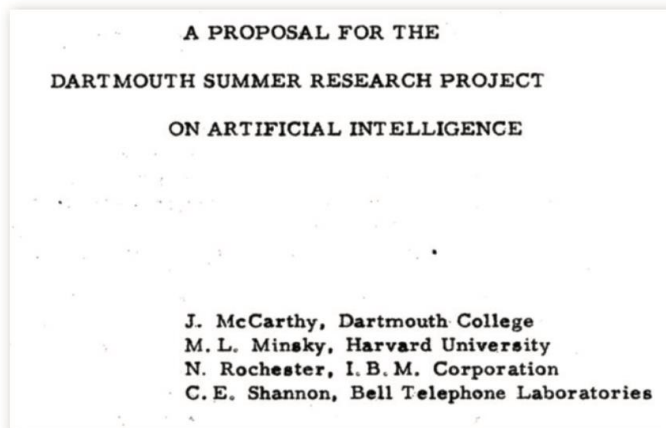 A PROPOSAL FOR THE
DARTMOUTH SUMMER RESEARCH PROJECT
ON ARTIFICIAL INTELLIGENCE
J. McCarthy, Dartmouth College
M. L. Minsky, Harvard University
N. Rochester, I. B. M. Corporation
C. E. Shannon, Bell Telephone Laboratories